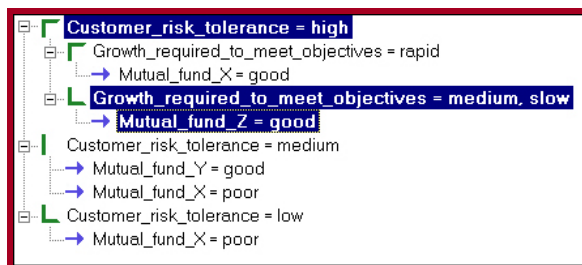 Customer_risk_tolerance = high
Growth_required_to_meet_objectives = rapid
Mutual_fund_X = good
Growth_required_to_meet_objectives = medium, slow
Mutual_fund_Z = good
Customer_risk_tolerance = medium
Mutual_fund_Y = good
Mutual_fund_X = poor
Customer_risk_tolerance = low
Mutual_fund_X = poor